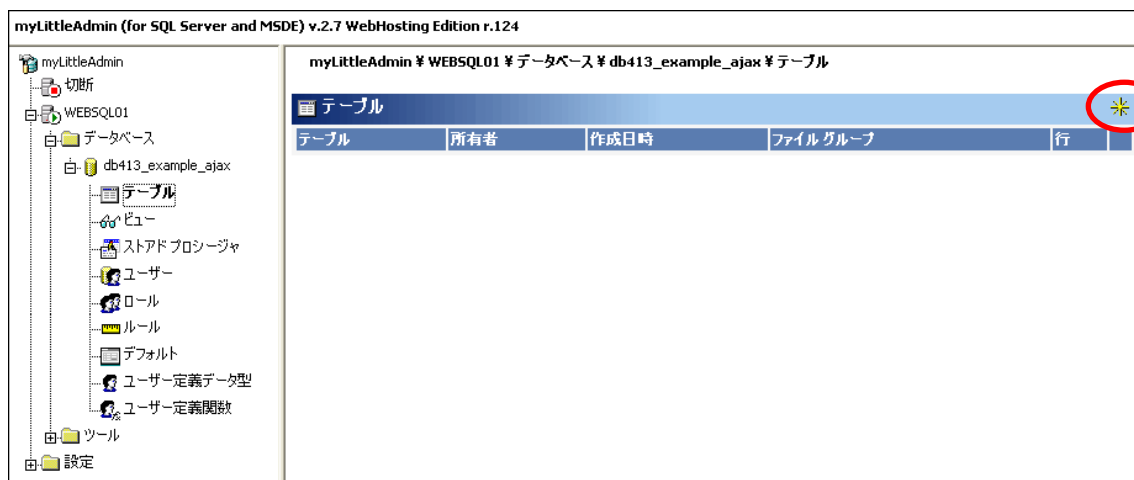 myLittleAdmin (for SQL Server and MSDE) v.2.7 WebHosting Edition r.124
myLittleAdmin
切断
WEBSQL01
データベース
db413_example_ajax
テーブル
ビュー
ストアド プロシージャ
ユーザー
ロール
ルール
デフォルト
ユーザー定義データ型
ユーザー定義関数
ツール
設定
myLittleAdmin ¥ WEBSQL01 ¥ データベース ¥ db413_example_ajax ¥ テーブル
テーブル
テーブル 所有者 作成日時 ファイル グループ 行